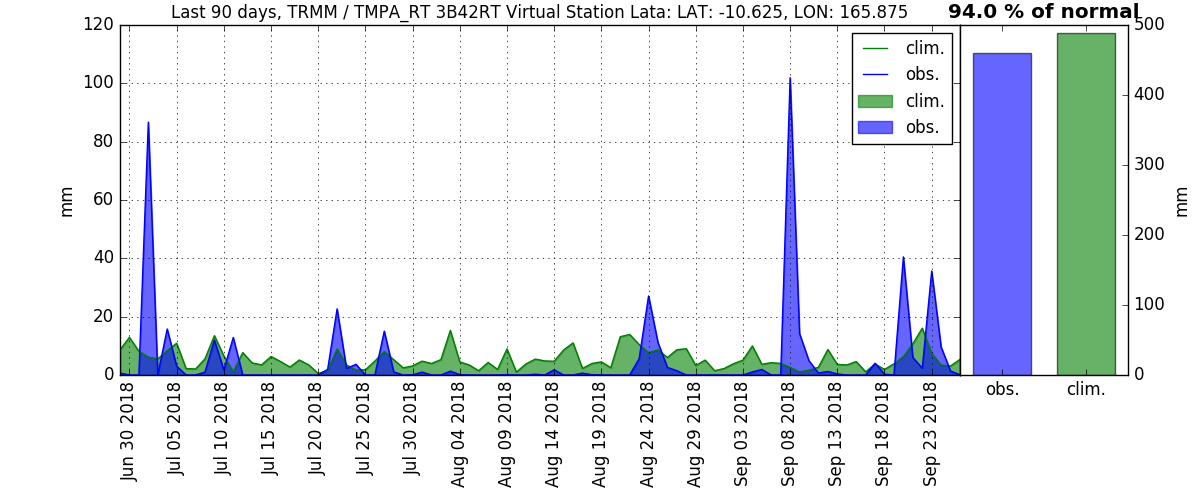 Last 90 days, TRMM / TMPA_RT 3B42RT Virtual Station Lata: LAT: -10.625, LON: 165.875
94.0 % of normal
120
100
80
60
40
20
0
mm
clim.
obs.
clim.
obs.
500
400
300
200
100
0
mm
obs.
clim.
Jun 30 2018
Jul 05 2018
Jul 10 2018
Jul 15 2018
Jul 20 2018
Jul 25 2018
Jul 30 2018
Aug 04 2018
Aug 09 2018
Aug 14 2018
Aug 19 2018
Aug 24 2018
Aug 29 2018
Sep 03 2018
Sep 08 2018
Sep 13 2018
Sep 18 2018
Sep 23 2018